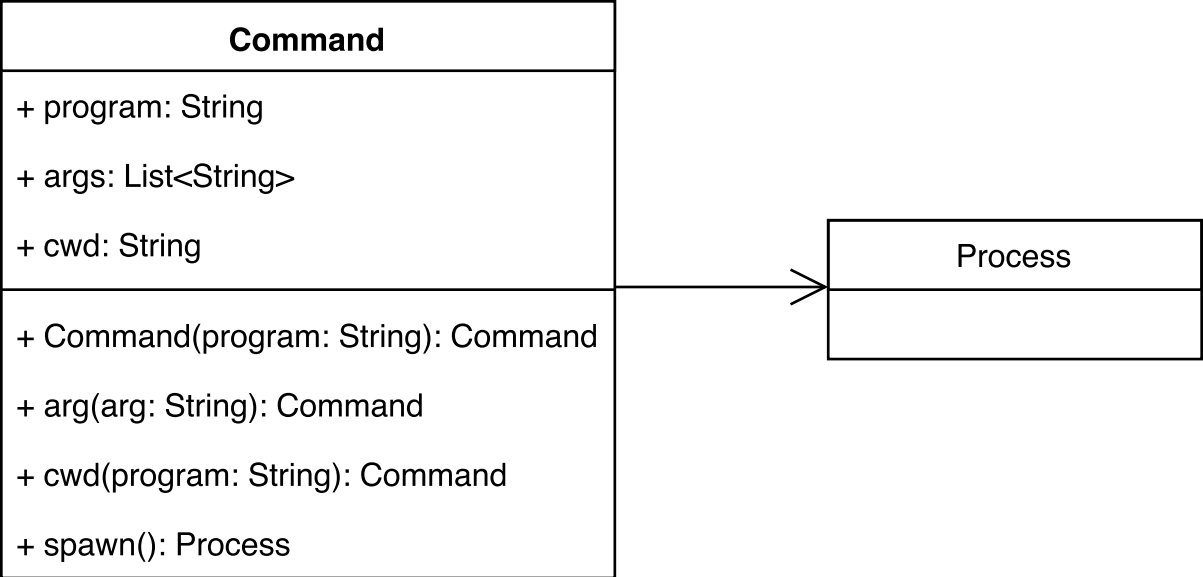 Command
+ program: String
+ args: List<String>
+ cwd: String
+ Command(program: String): Command
+ arg(arg: String): Command
+ cwd(program: String): Command
+ spawn(): Process
Process